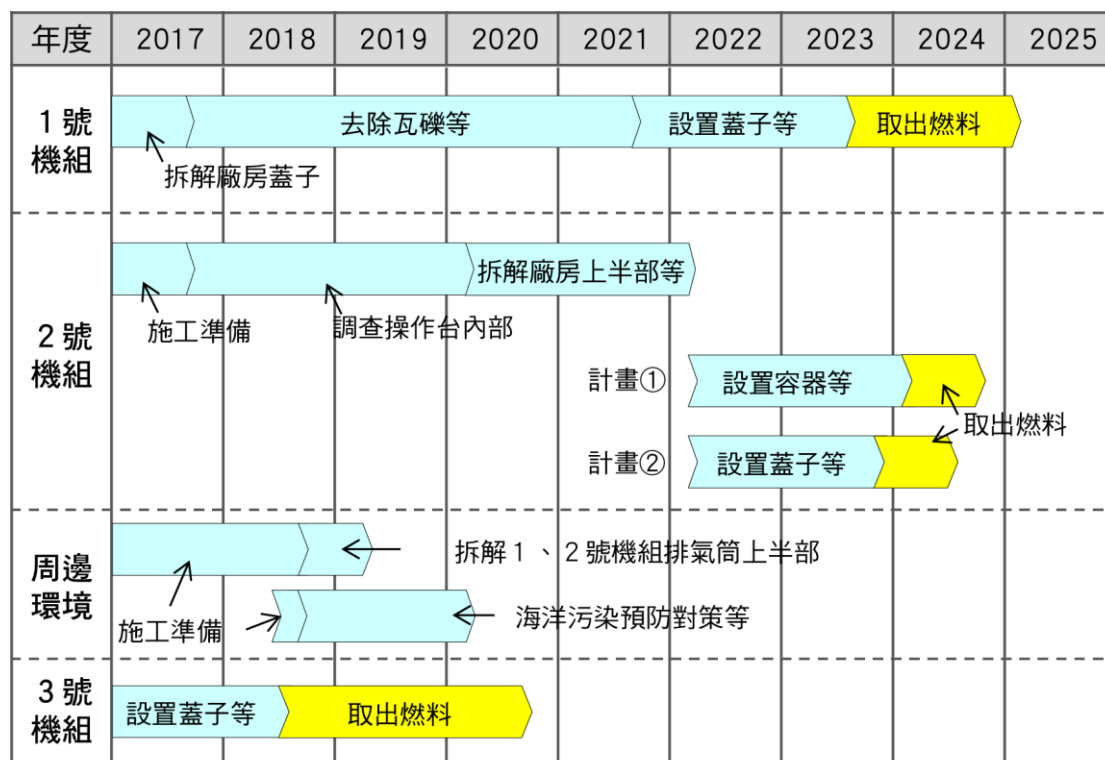 年度 2017 2018 2019 2020 2021 2022 2023 2024 2025
1號
機組
去除瓦礫等 設置蓋子等 取出燃料
拆解廠房蓋子
2號
機組
拆解廠房上半部等
施工準備 調查操作台內部
計畫① 設置容器等
取出燃料
計畫② 設置蓋子等
周邊
環境
拆解1、2號機組排氣筒上半部
施工準備 海洋污染預防對策等
3號
機組
設置蓋子等 取出燃料